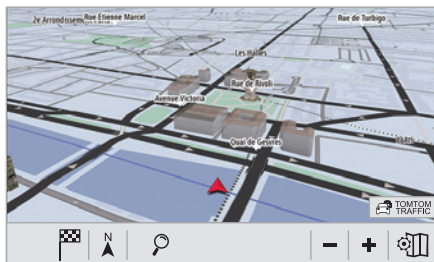 2e Arrondissement
Rue Etienne Marcel
Rue de Turbigo
Les Halles
Rue de Rivoli
Avenue Victoria
Quai de Gesvres
PARIS
TOMTOM
TRAFFIC
N